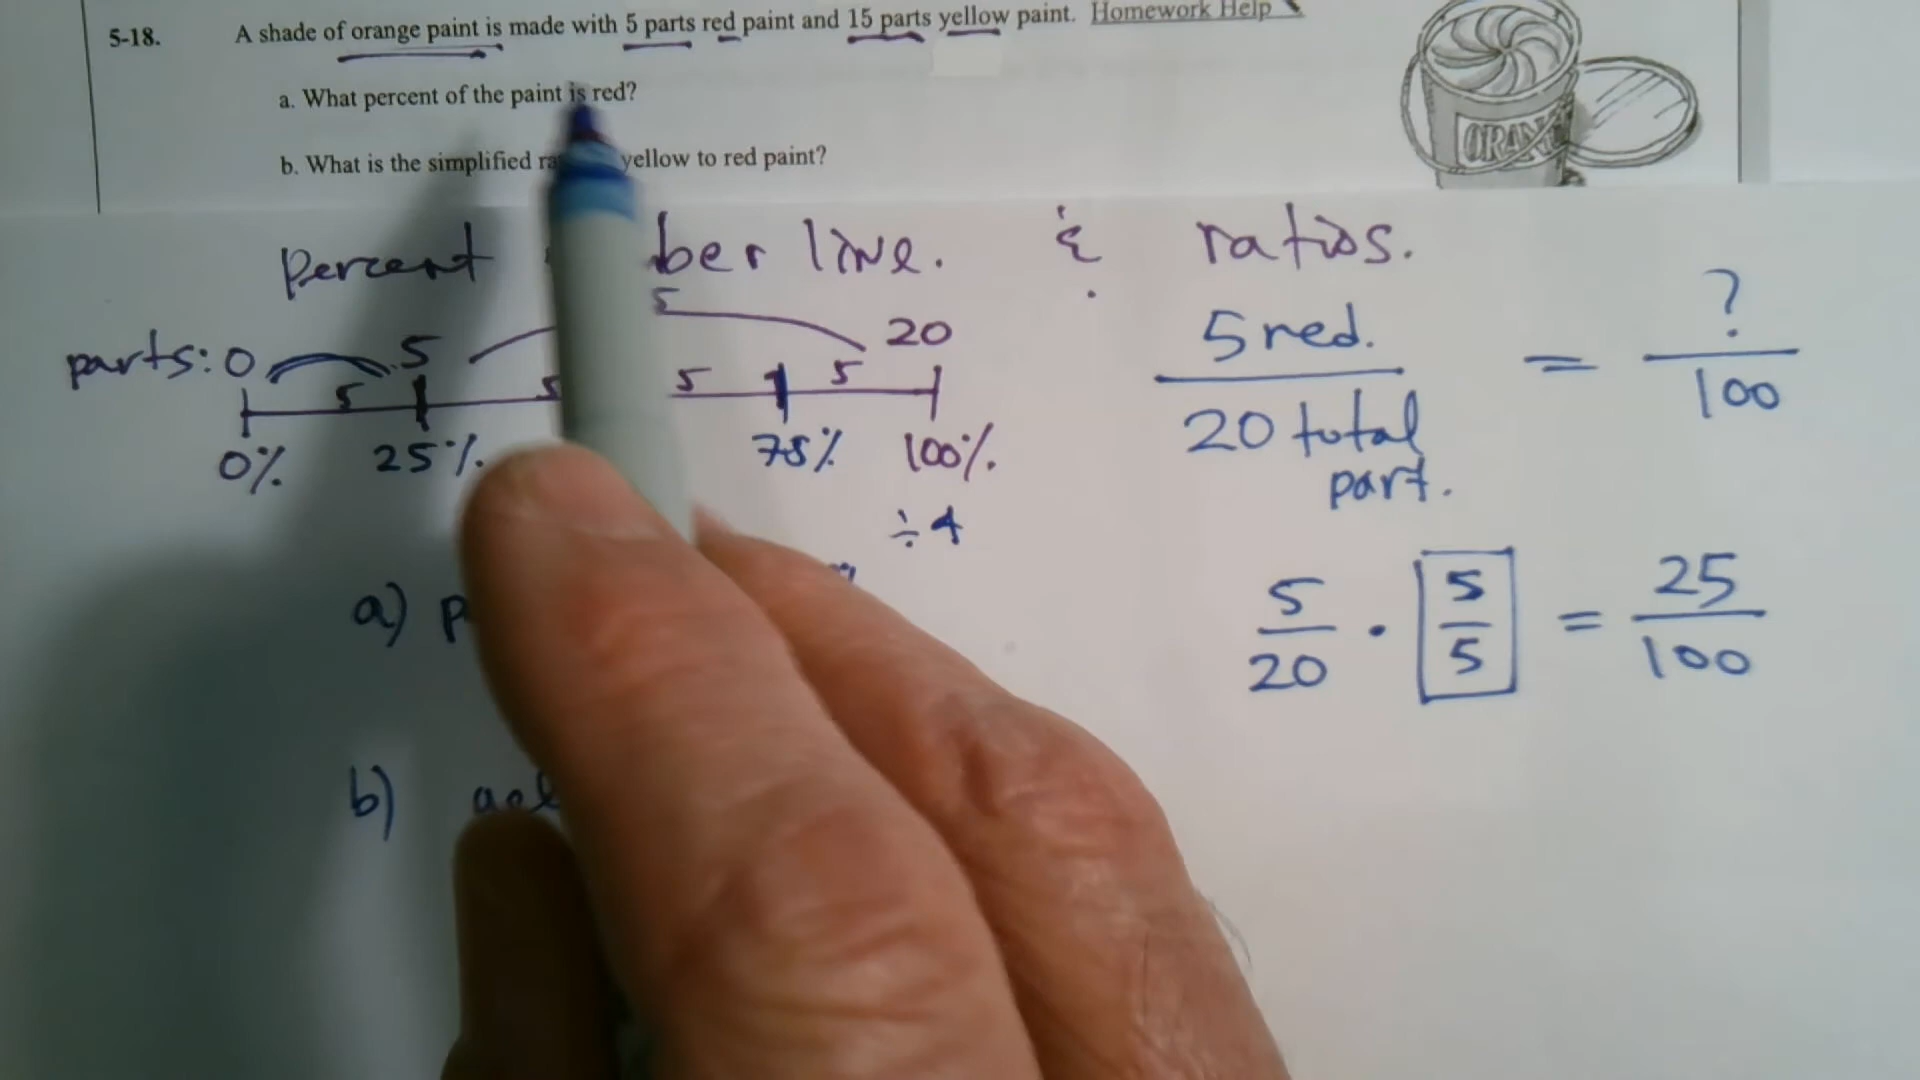 5-18. A shade of orange paint is made with 5 parts red paint and 15 parts yellow paint. Homework Help
a. What percent of the paint is red?
b. What is the simplified yellow to red paint?
ORANG
Percent ber line. & ratios.
5
parts: 0 5 20
5 5 5 5
0% 25% 75% 100%
÷4
5 red. = ?
20 total 100
part.
5 · 5 = 25
20 5 100
a)
b)